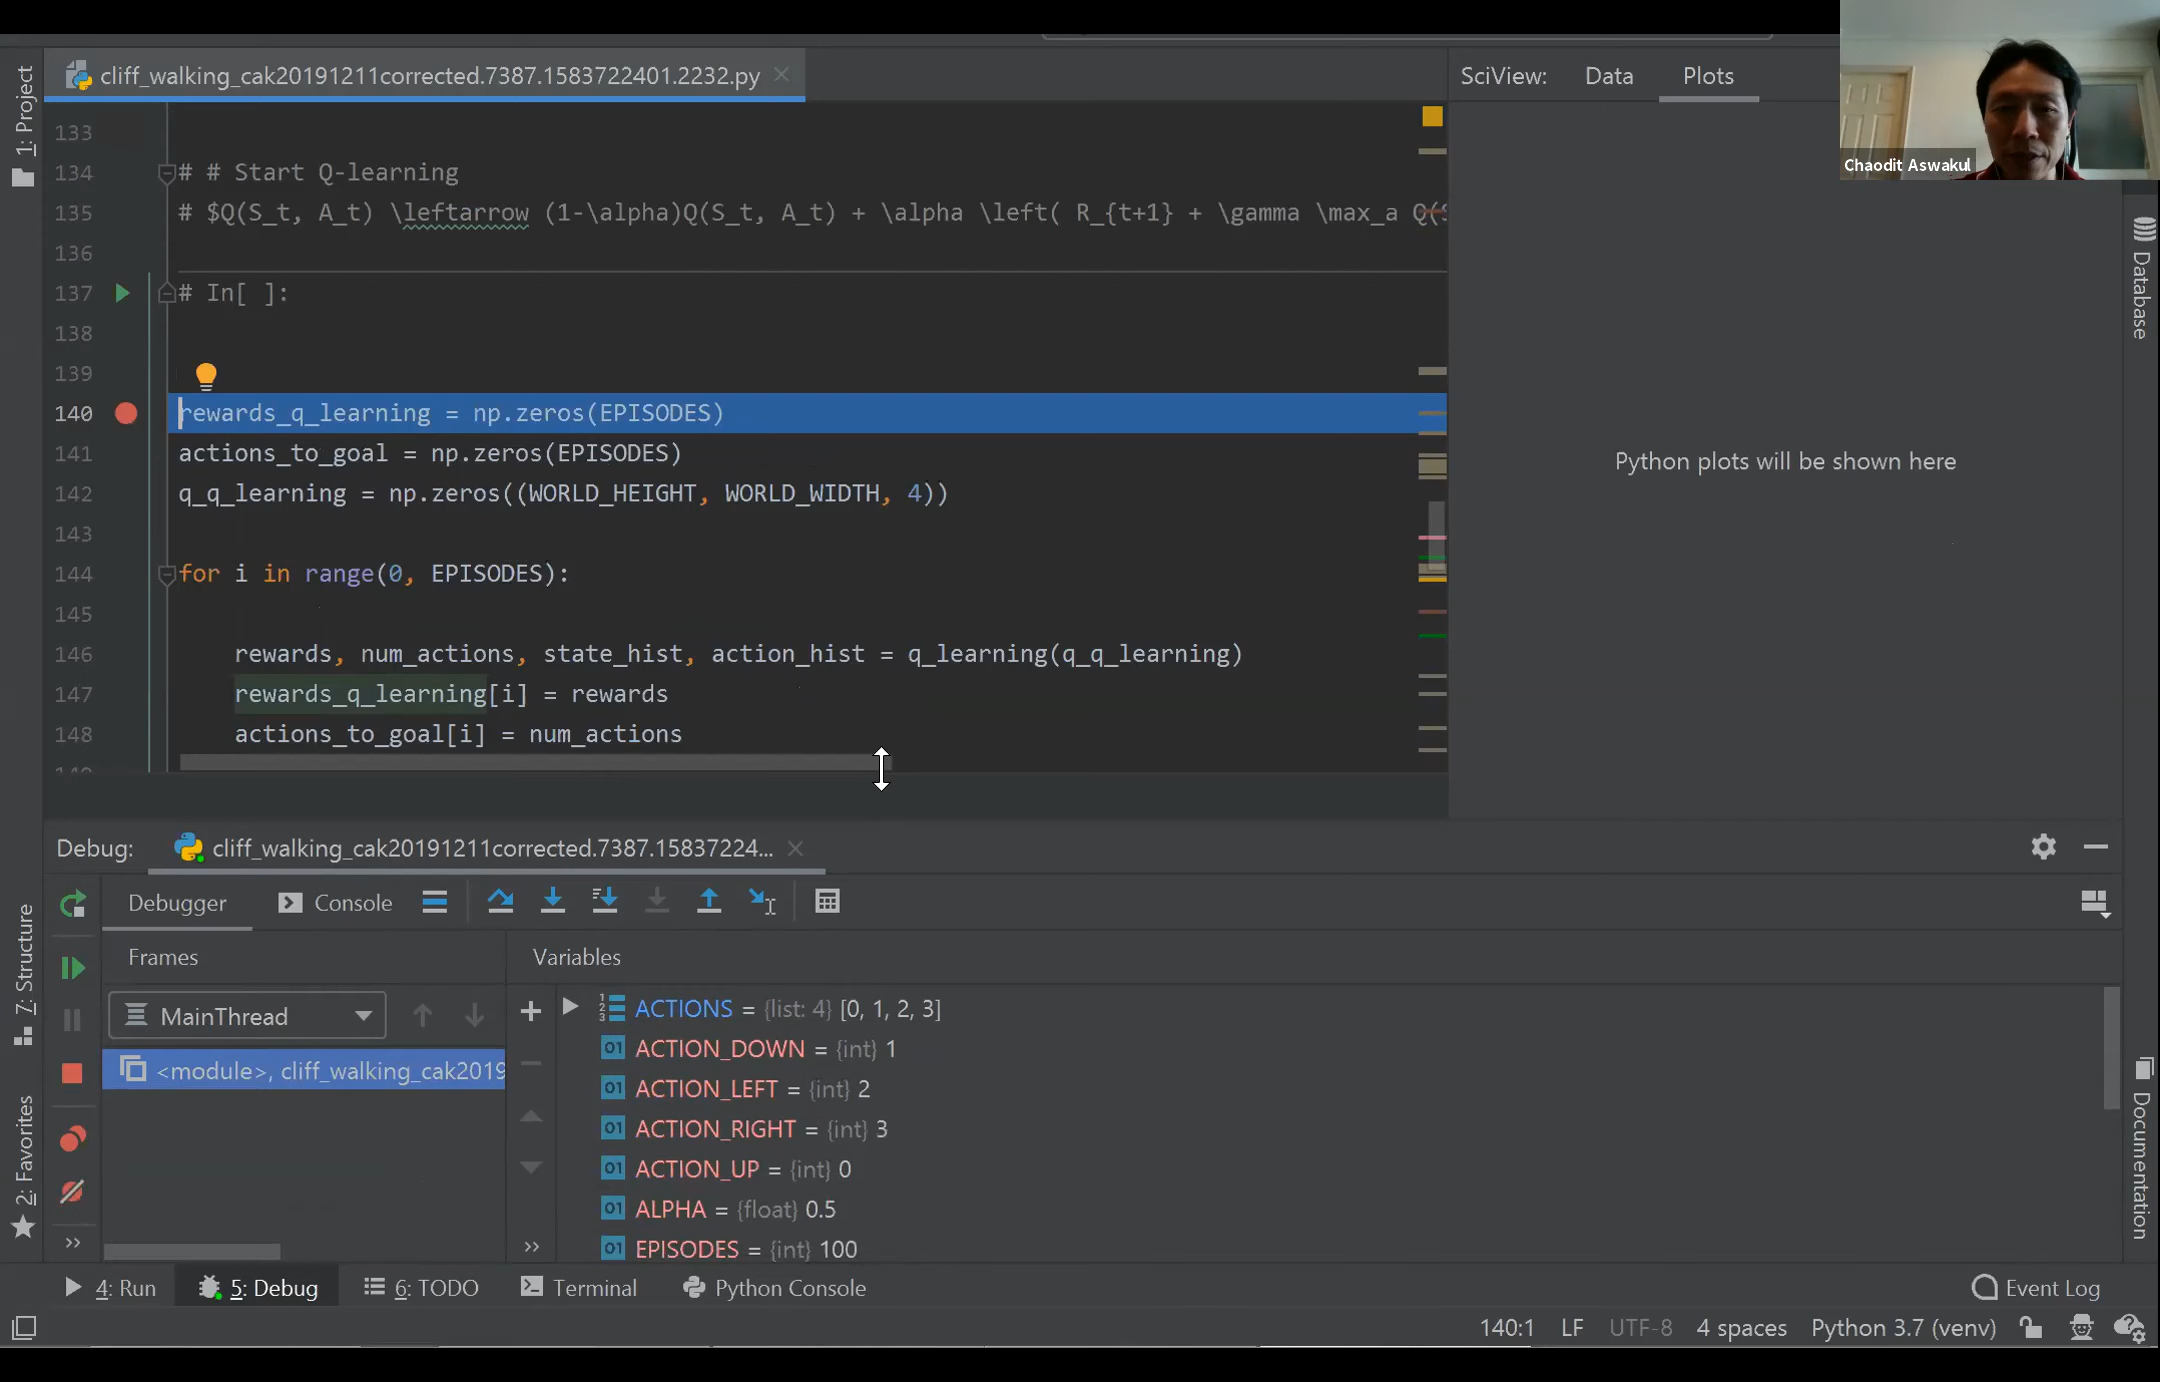 cliff_walking_cak20191211corrected.7387.1583722401.2232.py
SciView:
Data
Plots
Chaodit Aswakul
1: Project
133
134 # # Start Q-learning
135 # $Q(S_t, A_t) \leftarrow (1-\alpha)Q(S_t, A_t) + \alpha \left( R_{t+1} + \gamma \max_a Q(S
136
137 # In[ ]:
138
139
140 rewards_q_learning = np.zeros(EPISODES)
141 actions_to_goal = np.zeros(EPISODES)
142 q_q_learning = np.zeros((WORLD_HEIGHT, WORLD_WIDTH, 4))
143
144 for i in range(0, EPISODES):
145
146 rewards, num_actions, state_hist, action_hist = q_learning(q_q_learning)
147 rewards_q_learning[i] = rewards
148 actions_to_goal[i] = num_actions
Python plots will be shown here
Database
Debug:
cliff_walking_cak20191211corrected.7387.15837224...
Debugger
Console
Frames
Variables
MainThread
<module>, cliff_walking_cak2019
ACTIONS = {list: 4} [0, 1, 2, 3]
ACTION_DOWN = {int} 1
ACTION_LEFT = {int} 2
ACTION_RIGHT = {int} 3
ACTION_UP = {int} 0
ALPHA = {float} 0.5
EPISODES = {int} 100
7: Structure
2: Favorites
Documentation
4: Run
5: Debug
6: TODO
Terminal
Python Console
Event Log
140:1
LF
UTF-8
4 spaces
Python 3.7 (venv)